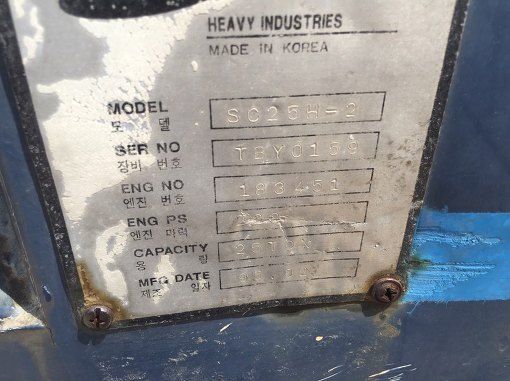 HEAVY INDUSTRIES
MADE IN KOREA
MODEL SC25H-2
모 델
SER NO TBY0159
장비 번호
ENG NO 183451
엔진 번호
ENG PS
엔진 마력
CAPACITY 25TON
용 량
MFG DATE
제조 일자